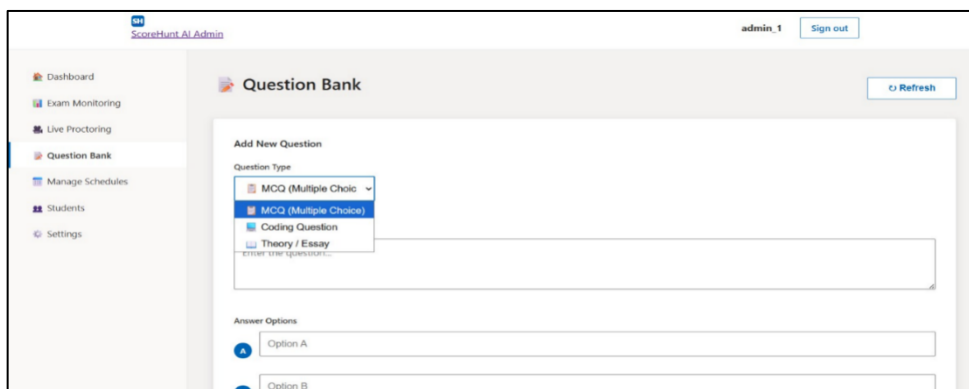 SH
ScoreHunt AI Admin
admin_1
Sign out
Dashboard
Exam Monitoring
Live Proctoring
Question Bank
Manage Schedules
Students
Settings
Question Bank
Refresh
Add New Question
Question Type
MCQ (Multiple Choic
MCQ (Multiple Choice)
Coding Question
Theory / Essay
Enter the question...
Answer Options
A
Option A
Option B